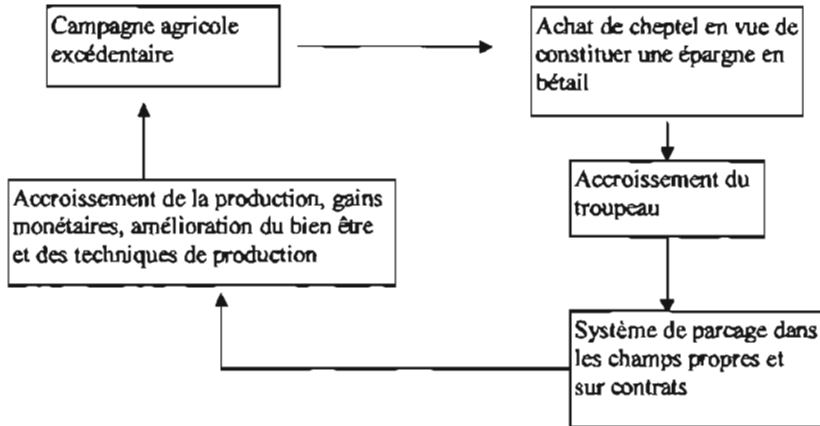 Campagne agricole
excédentaire
Achat de cheptel en vue de
constituer une épargne en
bétail
Accroissement du
troupeau
Système de parcage dans
les champs propres et
sur contrats
Accroissement de la production, gains
monétaires, amélioration du bien être
et des techniques de production